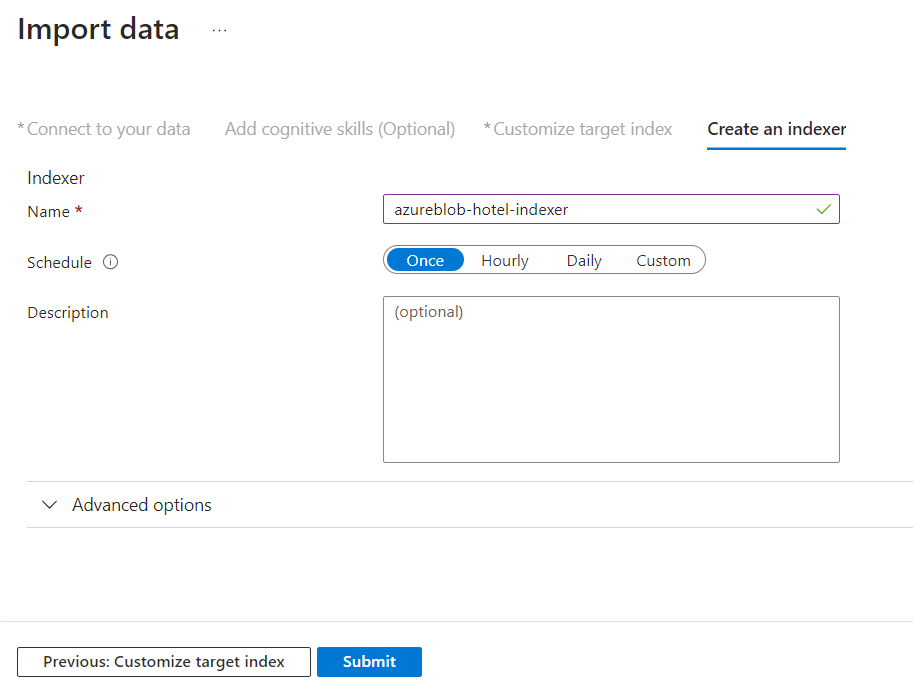 Import data ...
*Connect to your data Add cognitive skills (Optional) *Customize target index Create an indexer
Indexer
Name * azureblob-hotel-indexer
Schedule Once Hourly Daily Custom
Description (optional)
Advanced options
Previous: Customize target index Submit